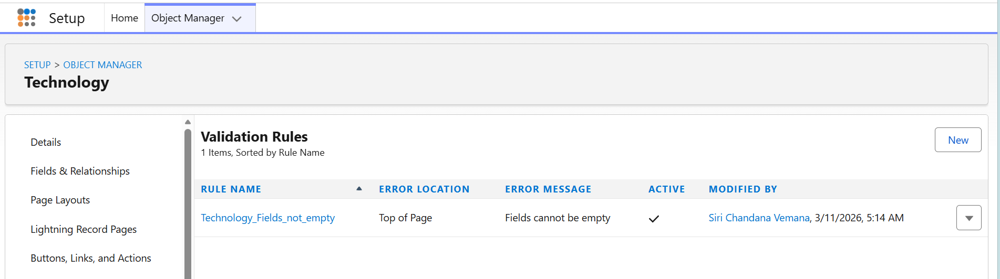 Setup Home Object Manager
SETUP > OBJECT MANAGER
Technology
Details
Fields & Relationships
Page Layouts
Lightning Record Pages
Buttons, Links, and Actions
Validation Rules
New
1 Items, Sorted by Rule Name
RULE NAME ERROR LOCATION ERROR MESSAGE ACTIVE MODIFIED BY
Technology_Fields_not_empty Top of Page Fields cannot be empty Siri Chandana Vemana, 3/11/2026, 5:14 AM